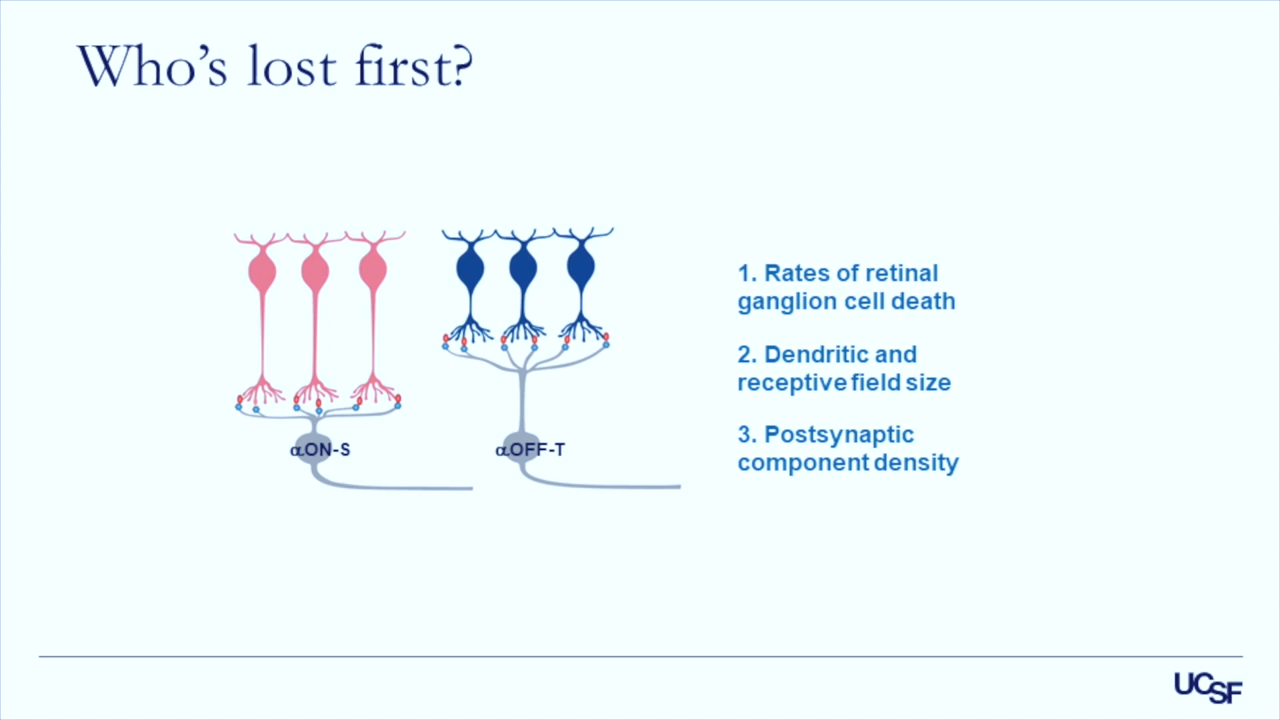 Who's lost first?
αON-S
αOFF-T
1. Rates of retinal
ganglion cell death
2. Dendritic and
receptive field size
3. Postsynaptic
component density
UCSF